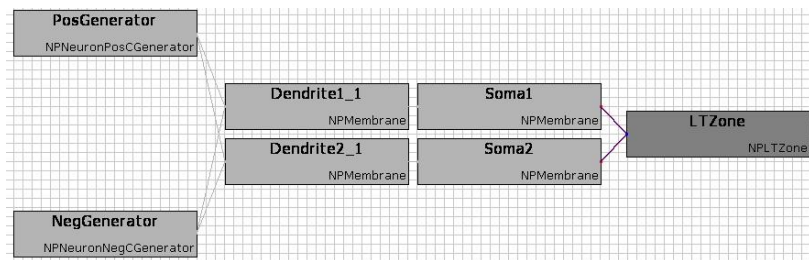 PosGenerator
NPNeuronPosCGenerator
Dendrite1_1
NPMembrane
Soma1
NPMembrane
LTZone
NPLTZone
Dendrite2_1
NPMembrane
Soma2
NPMembrane
NegGenerator
NPNeuronNegCGenerator